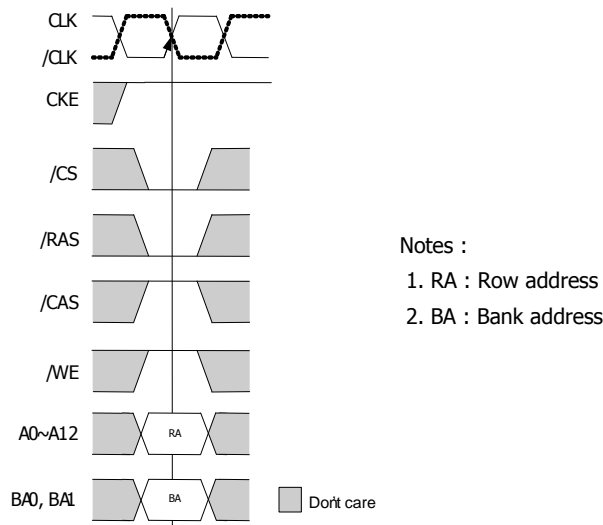 CLK
/CLK
CKE
/CS
/RAS
/CAS
/WE
A0~A12
RA
BA0, BA1
BA
Don't care
Notes :
1. RA : Row address
2. BA : Bank address